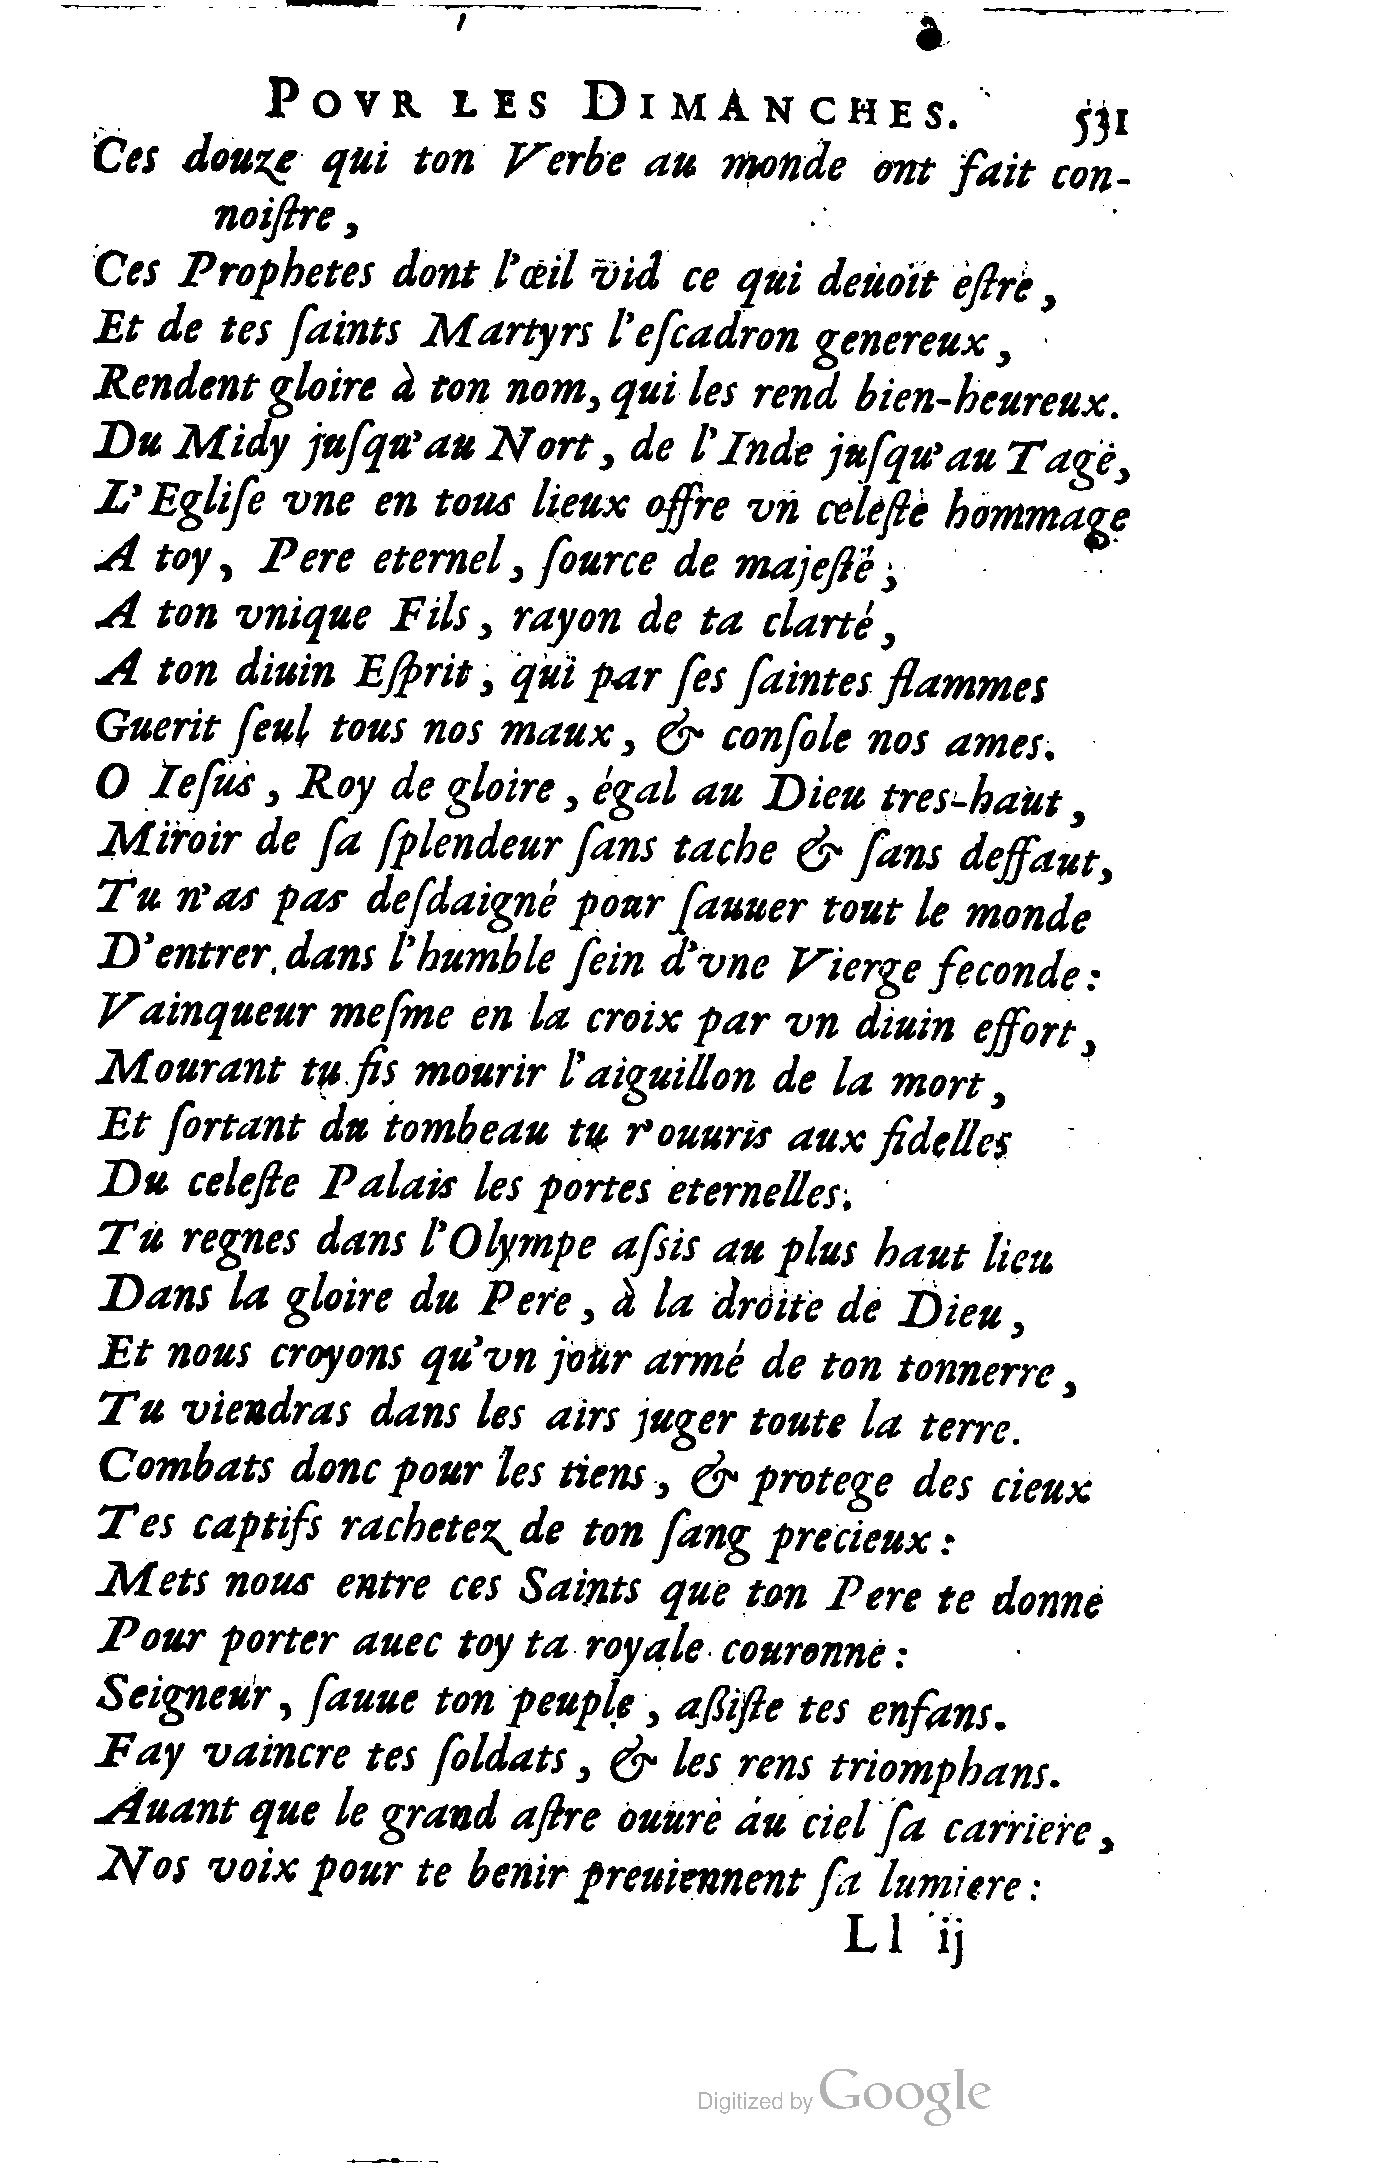 POVR LES DIMANCHES. 531
Ces douze qui ton Verbe au monde ont fait con-
noiſtre,
Ces Prophetes dont l'œil vid ce qui deuoit eſtre,
Et de tes ſaints Martyrs l'eſcadron genereux,
Rendent gloire à ton nom, qui les rend bien-heureux.
Du Midy juſqu'au Nort, de l'Inde juſqu'au Tage,
L'Egliſe vne en tous lieux offre vn celeſte hommage
A toy, Pere eternel, ſource de majeſté,
A ton vnique Fils, rayon de ta clarté,
A ton diuin Eſprit, qui par ſes ſaintes flammes
Guerit ſeul tous nos maux, & conſole nos ames.
O Ieſus, Roy de gloire, égal au Dieu tres-haut,
Miroir de ſa ſplendeur ſans tache & ſans deffaut,
Tu n'as pas deſdaigné pour ſauuer tout le monde
D'entrer dans l'humble ſein d'vne Vierge feconde:
Vainqueur meſme en la croix par vn diuin effort,
Mourant tu fis mourir l'aiguillon de la mort,
Et ſortant du tombeau tu r'ouuris aux fidelles
Du celeſte Palais les portes eternelles.
Tu regnes dans l'Olympe aſsis au plus haut lieu
Dans la gloire du Pere, à la droite de Dieu,
Et nous croyons qu'vn jour armé de ton tonnerre,
Tu viendras dans les airs juger toute la terre.
Combats donc pour les tiens, & protege des cieux
Tes captifs rachetez de ton ſang precieux:
Mets nous entre ces Saints que ton Pere te donne
Pour porter auec toy ta royale couronne:
Seigneur, ſauue ton peuple, aßiſte tes enfans.
Fay vaincre tes ſoldats, & les rens triomphans.
Auant que le grand aſtre ouure au ciel ſa carriere,
Nos voix pour te benir preuiennent ſa lumiere:
Ll ij
Digitized by Google